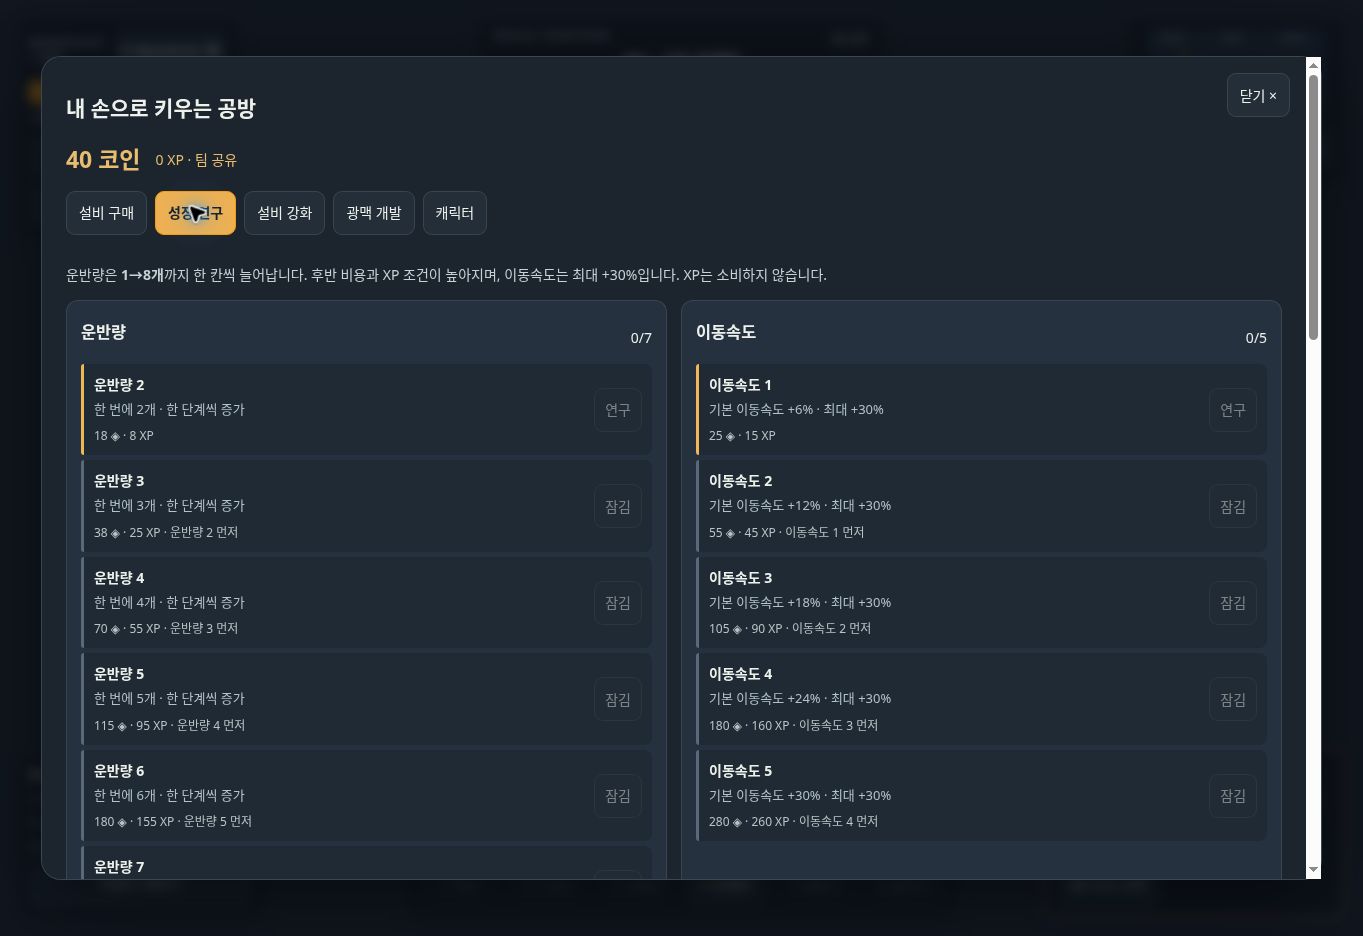 내 손으로 키우는 공방
닫기 ×
40 코인 0 XP · 팀 공유
설비 구매
성장 연구
설비 강화
광맥 개발
캐릭터
운반량은 1→8개까지 한 칸씩 늘어납니다. 후반 비용과 XP 조건이 높아지며, 이동속도는 최대 +30%입니다. XP는 소비하지 않습니다.
운반량
0/7
운반량 2
한 번에 2개 · 한 단계씩 증가
18 ◈ · 8 XP
연구
운반량 3
한 번에 3개 · 한 단계씩 증가
38 ◈ · 25 XP · 운반량 2 먼저
잠김
운반량 4
한 번에 4개 · 한 단계씩 증가
70 ◈ · 55 XP · 운반량 3 먼저
잠김
운반량 5
한 번에 5개 · 한 단계씩 증가
115 ◈ · 95 XP · 운반량 4 먼저
잠김
운반량 6
한 번에 6개 · 한 단계씩 증가
180 ◈ · 155 XP · 운반량 5 먼저
잠김
운반량 7
이동속도
0/5
이동속도 1
기본 이동속도 +6% · 최대 +30%
25 ◈ · 15 XP
연구
이동속도 2
기본 이동속도 +12% · 최대 +30%
55 ◈ · 45 XP · 이동속도 1 먼저
잠김
이동속도 3
기본 이동속도 +18% · 최대 +30%
105 ◈ · 90 XP · 이동속도 2 먼저
잠김
이동속도 4
기본 이동속도 +24% · 최대 +30%
180 ◈ · 160 XP · 이동속도 3 먼저
잠김
이동속도 5
기본 이동속도 +30% · 최대 +30%
280 ◈ · 260 XP · 이동속도 4 먼저
잠김